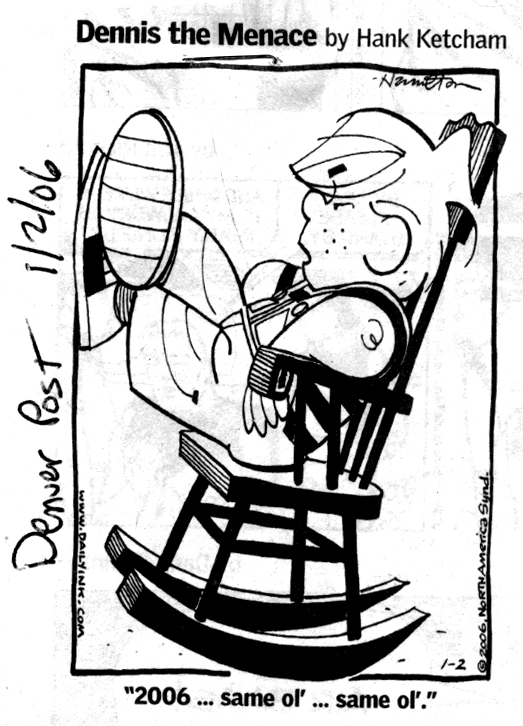 Dennis the Menace by Hank Ketcham
Hamilton
Denver Post 1/2/06
www.DAILYINK.COM
© 2006, NORTH America Synd.
1-2
"2006 ... same ol' ... same ol'."